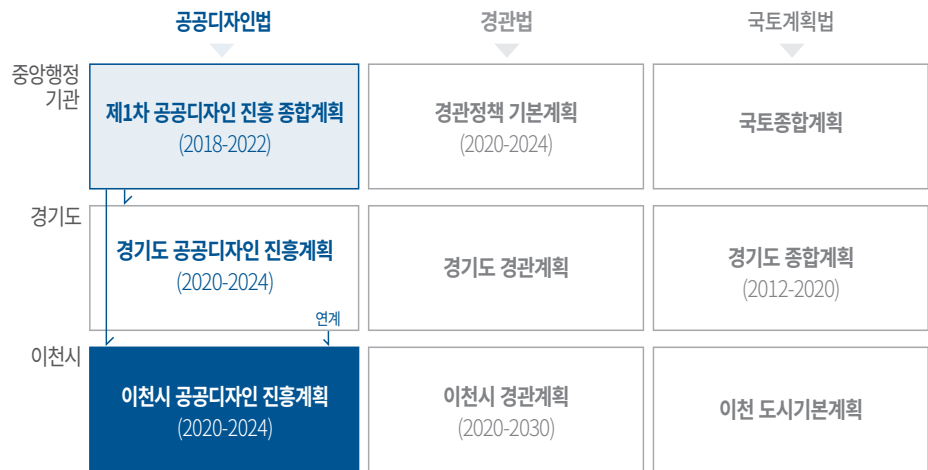 공공디자인법
경관법
국토계획법
중앙행정
기관
제1차 공공디자인 진흥 종합계획
(2018-2022)
경관정책 기본계획
(2020-2024)
국토종합계획
경기도
경기도 공공디자인 진흥계획
(2020-2024)
경기도 경관계획
경기도 종합계획
(2012-2020)
연계
이천시
이천시 공공디자인 진흥계획
(2020-2024)
이천시 경관계획
(2020-2030)
이천 도시기본계획